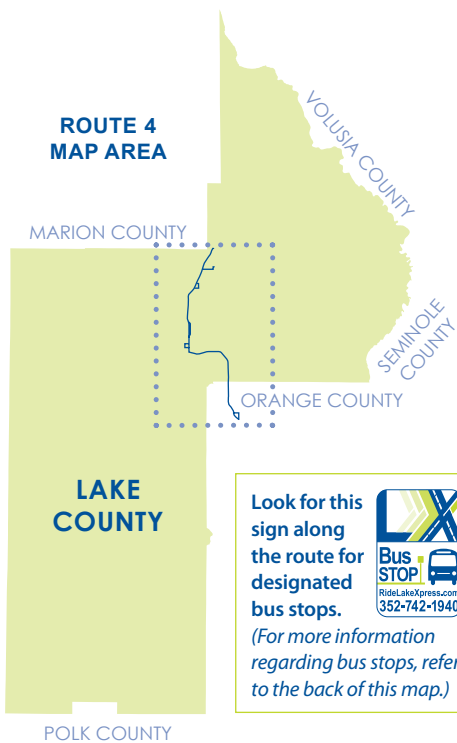 ROUTE 4
MAP AREA
VOLUSIA COUNTY
MARION COUNTY
SEMINOLE
COUNTY
ORANGE COUNTY
LAKE
COUNTY
Look for this
sign along
the route for
designated
bus stops.
(For more information
regarding bus stops, refer
to the back of this map.)
LX
Bus
STOP
RideLakeXpress.com
352-742-1940
POLK COUNTY